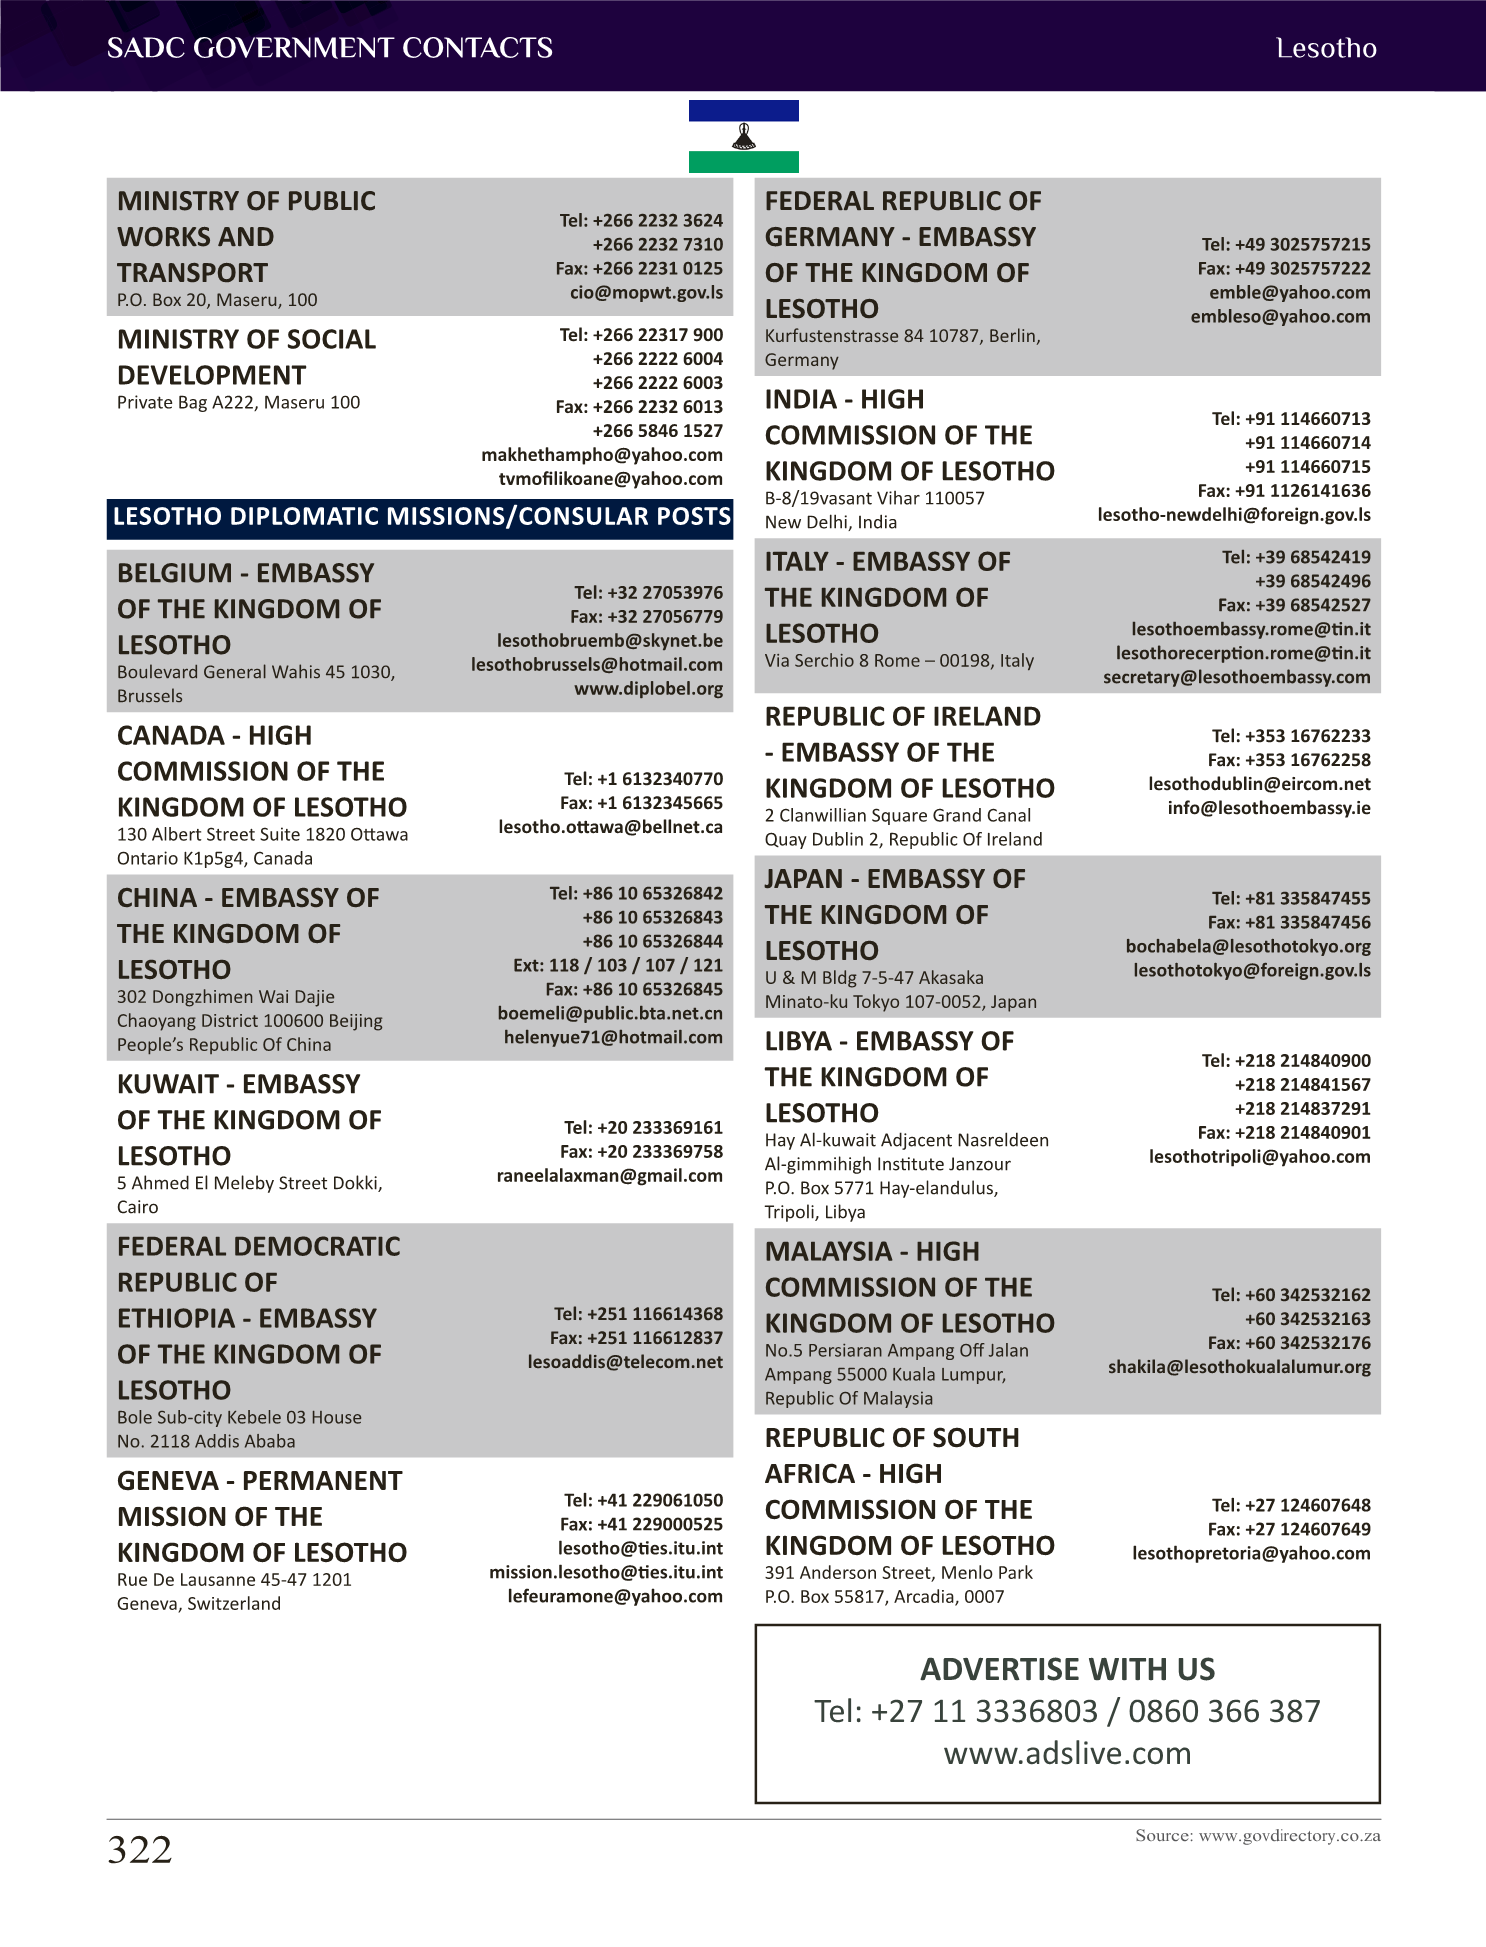 SADC GOVERNMENT CONTACTS
Lesotho
MINISTRY OF PUBLIC
WORKS AND
TRANSPORT
P.O. Box 20, Maseru, 100
Tel: +266 2232 3624
+266 2232 7310
Fax: +266 2231 0125
cio@mopwt.gov.ls
MINISTRY OF SOCIAL
DEVELOPMENT
Private Bag A222, Maseru 100
Tel: +266 22317 900
+266 2222 6004
+266 2222 6003
Fax: +266 2232 6013
+266 5846 1527
makhethampho@yahoo.com
tvmofilikoane@yahoo.com
LESOTHO DIPLOMATIC MISSIONS/CONSULAR POSTS
BELGIUM - EMBASSY
OF THE KINGDOM OF
LESOTHO
Boulevard General Wahis 45 1030,
Brussels
Tel: +32 27053976
Fax: +32 27056779
lesothobruemb@skynet.be
lesothobrussels@hotmail.com
www.diplobel.org
CANADA - HIGH
COMMISSION OF THE
KINGDOM OF LESOTHO
130 Albert Street Suite 1820 Ottawa
Ontario K1p5g4, Canada
Tel: +1 6132340770
Fax: +1 6132345665
lesotho.ottawa@bellnet.ca
CHINA - EMBASSY OF
THE KINGDOM OF
LESOTHO
302 Dongzhimen Wai Dajie
Chaoyang District 100600 Beijing
People’s Republic Of China
Tel: +86 10 65326842
+86 10 65326843
+86 10 65326844
Ext: 118 / 103 / 107 / 121
Fax: +86 10 65326845
boemeli@public.bta.net.cn
helenyue71@hotmail.com
KUWAIT - EMBASSY
OF THE KINGDOM OF
LESOTHO
5 Ahmed El Meleby Street Dokki,
Cairo
Tel: +20 233369161
Fax: +20 233369758
raneelalaxman@gmail.com
FEDERAL DEMOCRATIC
REPUBLIC OF
ETHIOPIA - EMBASSY
OF THE KINGDOM OF
LESOTHO
Bole Sub-city Kebele 03 House
No. 2118 Addis Ababa
Tel: +251 116614368
Fax: +251 116612837
lesoaddis@telecom.net
GENEVA - PERMANENT
MISSION OF THE
KINGDOM OF LESOTHO
Rue De Lausanne 45-47 1201
Geneva, Switzerland
Tel: +41 229061050
Fax: +41 229000525
lesotho@ties.itu.int
mission.lesotho@ties.itu.int
lefeuramone@yahoo.com
FEDERAL REPUBLIC OF
GERMANY - EMBASSY
OF THE KINGDOM OF
LESOTHO
Kurfustenstrasse 84 10787, Berlin,
Germany
Tel: +49 3025757215
Fax: +49 3025757222
emble@yahoo.com
embleso@yahoo.com
INDIA - HIGH
COMMISSION OF THE
KINGDOM OF LESOTHO
B-8/19vasant Vihar 110057
New Delhi, India
Tel: +91 114660713
+91 114660714
+91 114660715
Fax: +91 1126141636
lesotho-newdelhi@foreign.gov.ls
ITALY - EMBASSY OF
THE KINGDOM OF
LESOTHO
Via Serchio 8 Rome – 00198, Italy
Tel: +39 68542419
+39 68542496
Fax: +39 68542527
lesothoembassy.rome@tin.it
lesothorecerption.rome@tin.it
secretary@lesothoembassy.com
REPUBLIC OF IRELAND
- EMBASSY OF THE
KINGDOM OF LESOTHO
2 Clanwillian Square Grand Canal
Quay Dublin 2, Republic Of Ireland
Tel: +353 16762233
Fax: +353 16762258
lesothodublin@eircom.net
info@lesothoembassy.ie
JAPAN - EMBASSY OF
THE KINGDOM OF
LESOTHO
U & M Bldg 7-5-47 Akasaka
Minato-ku Tokyo 107-0052, Japan
Tel: +81 335847455
Fax: +81 335847456
bochabela@lesothotokyo.org
lesothotokyo@foreign.gov.ls
LIBYA - EMBASSY OF
THE KINGDOM OF
LESOTHO
Hay Al-kuwait Adjacent Nasreldeen
Al-gimmihigh Institute Janzour
P.O. Box 5771 Hay-elandulus,
Tripoli, Libya
Tel: +218 214840900
+218 214841567
+218 214837291
Fax: +218 214840901
lesothotripoli@yahoo.com
MALAYSIA - HIGH
COMMISSION OF THE
KINGDOM OF LESOTHO
No.5 Persiaran Ampang Off Jalan
Ampang 55000 Kuala Lumpur,
Republic Of Malaysia
Tel: +60 342532162
+60 342532163
Fax: +60 342532176
shakila@lesothokualalumur.org
REPUBLIC OF SOUTH
AFRICA - HIGH
COMMISSION OF THE
KINGDOM OF LESOTHO
391 Anderson Street, Menlo Park
P.O. Box 55817, Arcadia, 0007
Tel: +27 124607648
Fax: +27 124607649
lesothopretoria@yahoo.com
ADVERTISE WITH US
Tel: +27 11 3336803 / 0860 366 387
www.adslive.com
322
Source: www.govdirectory.co.za